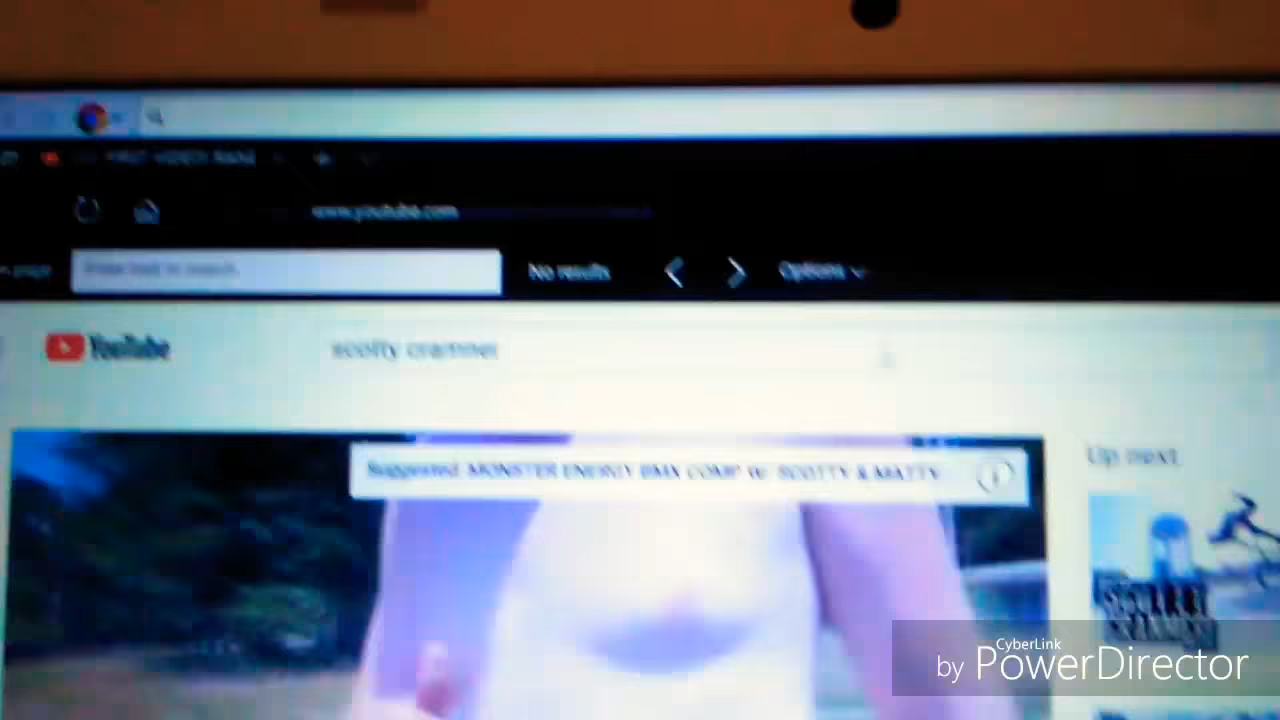 www.youtube.com
No results
Options
YouTube
scotty cramner
Suggested: MONSTER ENERGY BMX COMP W/ SCOTTY & MATTY
Up next
CyberLink
by PowerDirector